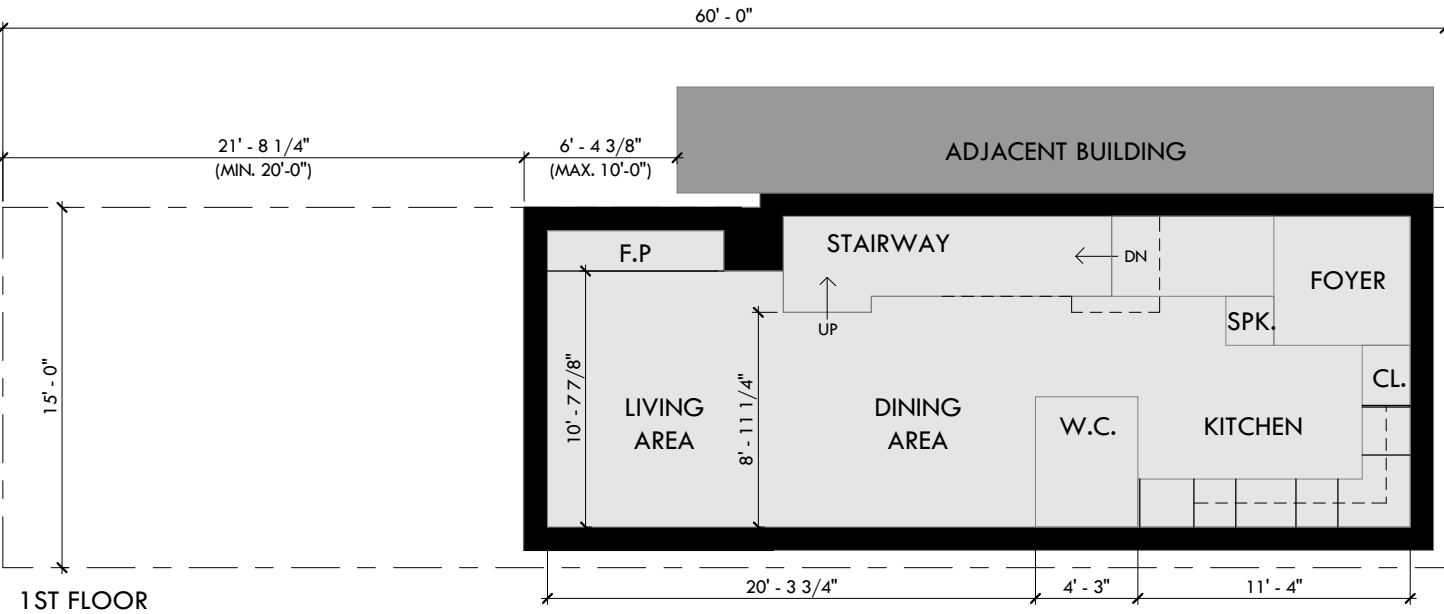 60' - 0"
21' - 8 1/4"
(MIN. 20'-0")
6' - 4 3/8"
(MAX. 10'-0")
ADJACENT BUILDING
15' - 0"
F.P
STAIRWAY
DN
FOYER
UP
SPK.
10' - 7 7/8"
8' - 11 1/4"
LIVING
AREA
DINING
AREA
W.C.
KITCHEN
CL.
20' - 3 3/4"
4' - 3"
11' - 4"
1ST FLOOR